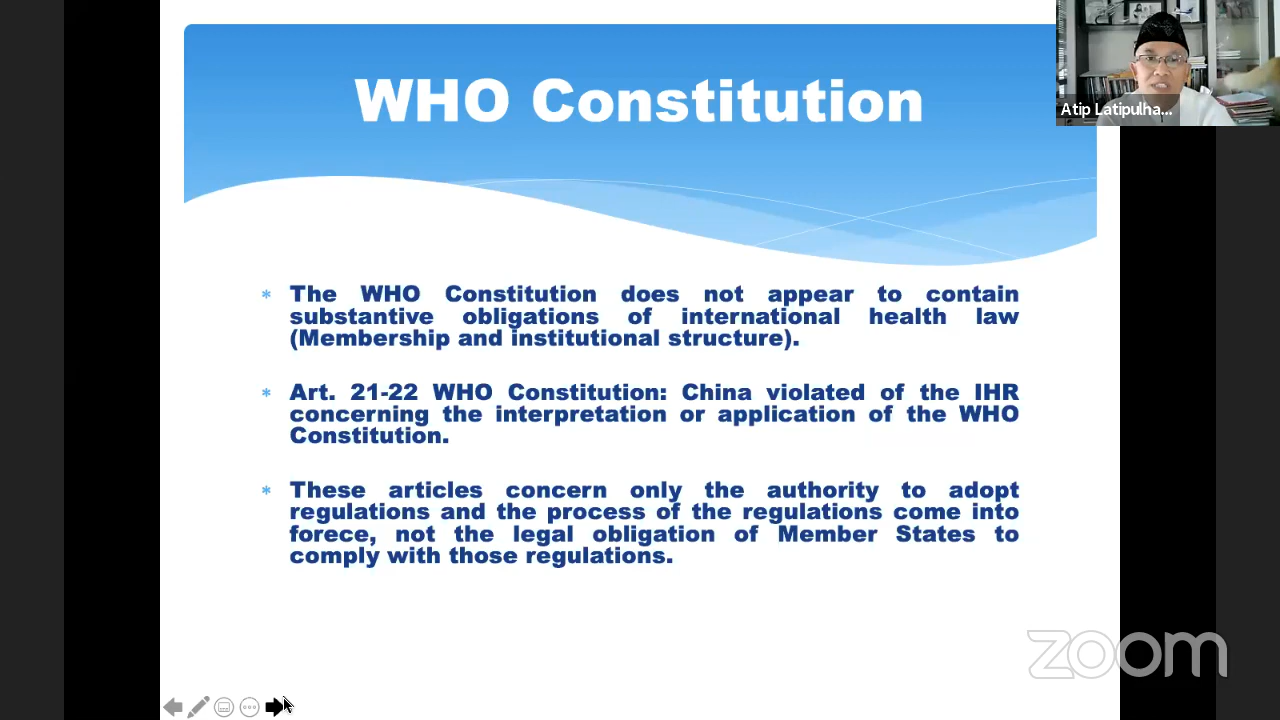 WHO Constitution
Atip Latipulha...
* The WHO Constitution does not appear to contain
substantive obligations of international health law
(Membership and institutional structure).
* Art. 21-22 WHO Constitution: China violated of the IHR
concerning the interpretation or application of the WHO
Constitution.
* These articles concern only the authority to adopt
regulations and the process of the regulations come into
forece, not the legal obligation of Member States to
comply with those regulations.
zoom